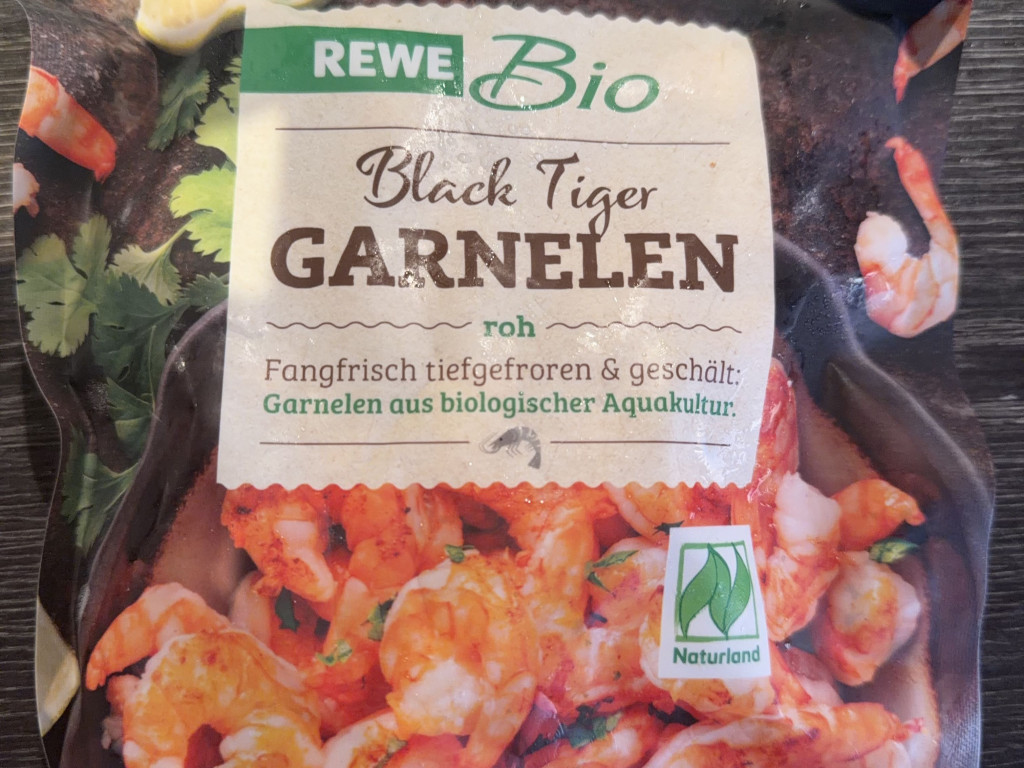 REWE Bio
Black Tiger
GARNELEN
roh
Fangfrisch tiefgefroren & geschält:
Garnelen aus biologischer Aquakultur.
Naturland